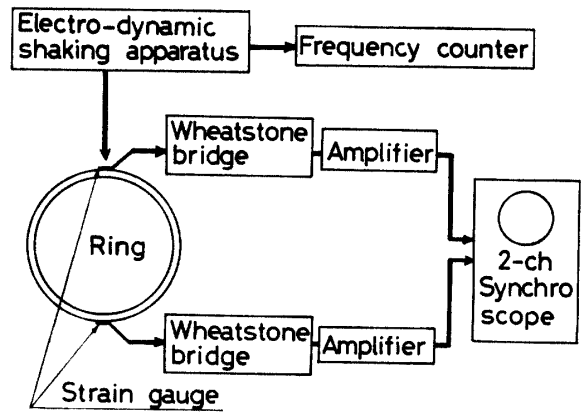 Electro-dynamic
shaking apparatus
Frequency counter
Wheatstone
bridge
Amplifier
Ring
2-ch
Synchro
scope
Wheatstone
bridge
Amplifier
Strain gauge